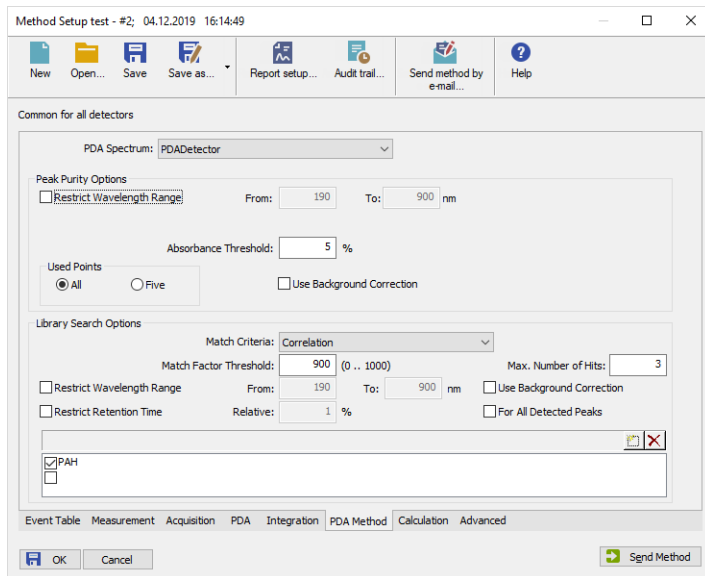 Method Setup test - #2;  04.12.2019  16:14:49
New Open... Save Save as... Report setup... Audit trail... Send method by e-mail... Help
Common for all detectors
PDA Spectrum: PDADetector
Peak Purity Options
Restrict Wavelength Range From: 190 To: 900 nm
Absorbance Threshold: 5 %
Used Points
All Five Use Background Correction
Library Search Options
Match Criteria: Correlation
Match Factor Threshold: 900 (0 .. 1000) Max. Number of Hits: 3
Restrict Wavelength Range From: 190 To: 900 nm Use Background Correction
Restrict Retention Time Relative: 1 % For All Detected Peaks
PAH
Event Table Measurement Acquisition PDA Integration PDA Method Calculation Advanced
OK Cancel Send Method